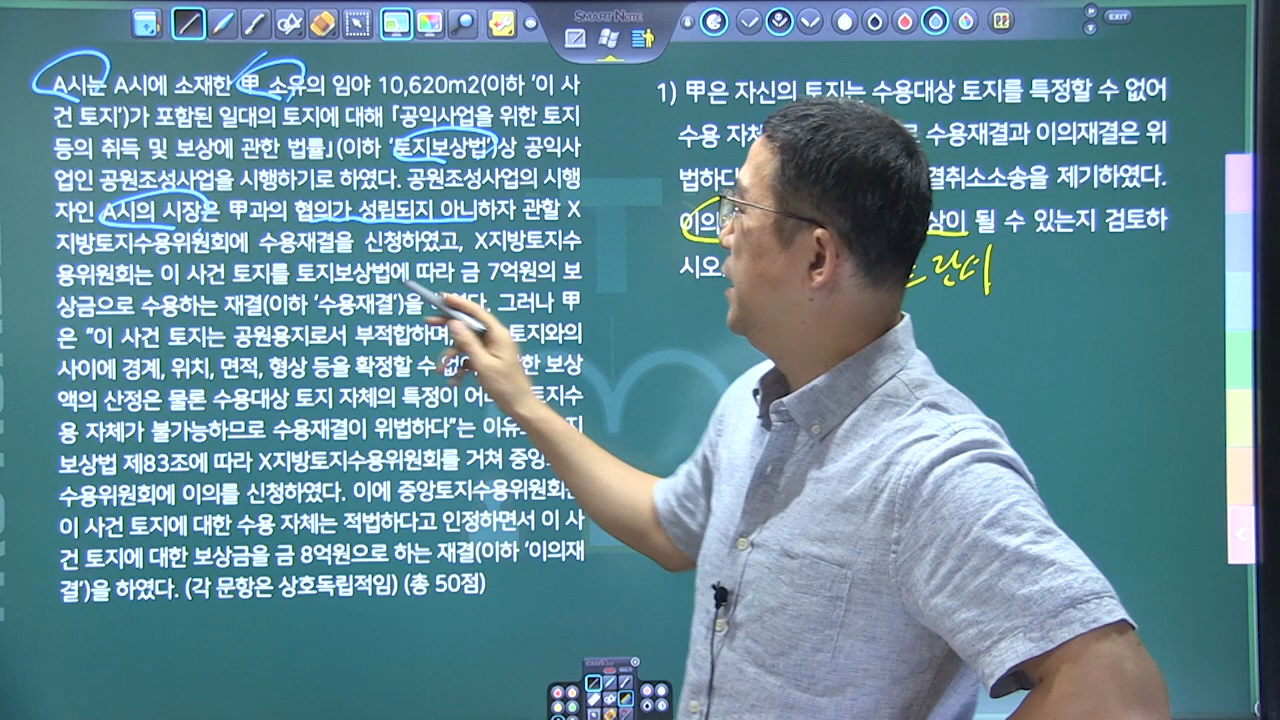 SMART NOTE
EXIT
A시는 A시에 소재한 甲 소유의 임야 10,620m2(이하 ‘이 사
건 토지’)가 포함된 일대의 토지에 대해 「공익사업을 위한 토지
등의 취득 및 보상에 관한 법률」(이하 ‘토지보상법’)상 공익사
업인 공원조성사업을 시행하기로 하였다. 공원조성사업의 시행
자인 A시의 시장은 甲과의 협의가 성립되지 아니하자 관할 X
지방토지수용위원회에 수용재결을 신청하였고, X지방토지수
용위원회는 이 사건 토지를 토지보상법에 따라 금 7억원의 보
상금으로 수용하는 재결(이하 ‘수용재결’)을 그러나 甲
은 “이 사건 토지는 공원용지로서 부적합하며, 토지와의
사이에 경계, 위치, 면적, 형상 등을 확정할 수 보상
액의 산정은 물론 수용대상 토지 자체의 특정이 토지수
용 자체가 불가능하므로 수용재결이 위법하다”는
보상법 제83조에 따라 X지방토지수용위원회를 거쳐
수용위원회에 이의를 신청하였다. 이에 중앙토지수용위원회는
이 사건 토지에 대한 수용 자체는 적법하다고 인정하면서 이 사
건 토지에 대한 보상금을 금 8억원으로 하는 재결(이하 ‘이의재
결’)을 하였다. (각 문항은 상호독립적임) (총 50점)
1) 甲은 자신의 토지는 수용대상 토지를 특정할 수 없어
수용 수용재결과 이의재결은 위
제기하였다.
될 수 있는지 검토하
시오.